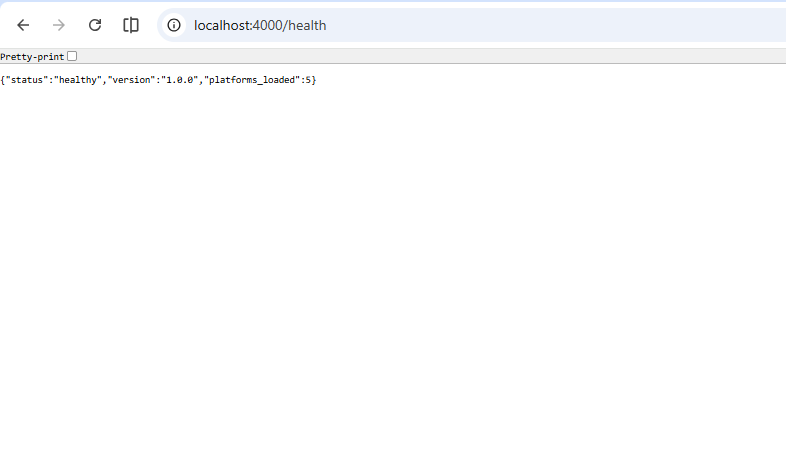 localhost:4000/health
Pretty-print
{"status":"healthy","version":"1.0.0","platforms_loaded":5}